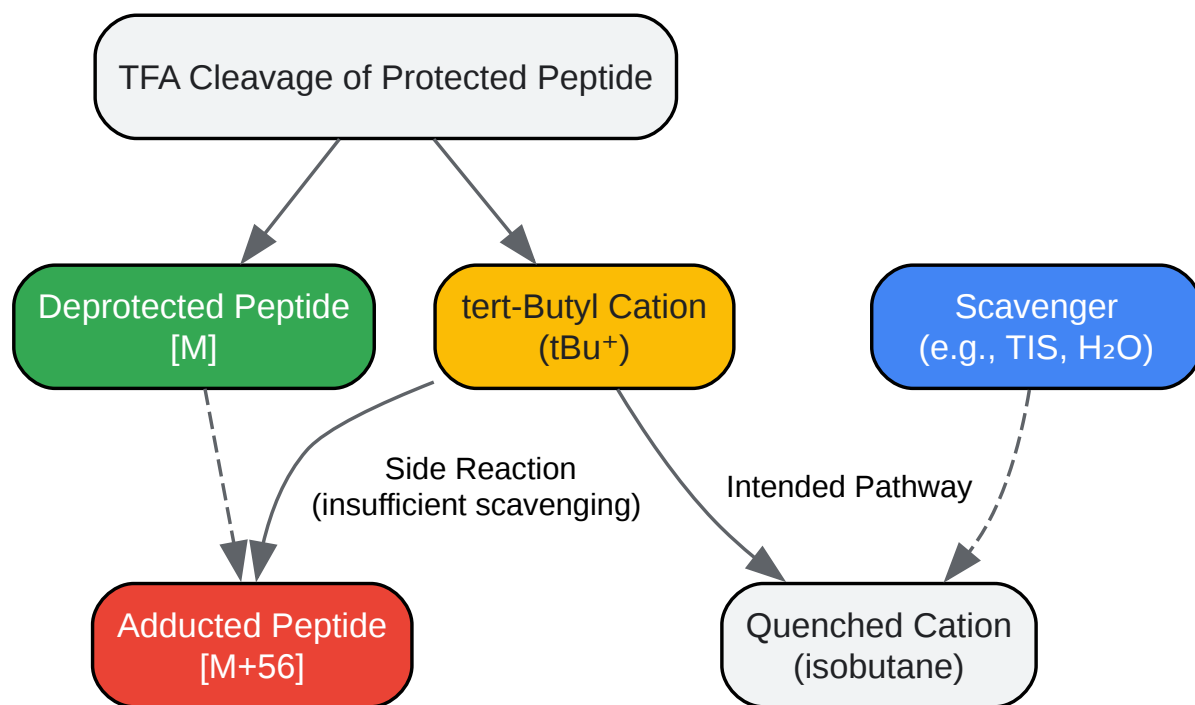 TFA Cleavage of Protected Peptide
Deprotected Peptide
[M]
tert-Butyl Cation
(tBu⁺)
Scavenger
(e.g., TIS, H₂O)
Side Reaction
(insufficient scavenging)
Intended Pathway
Adducted Peptide
[M+56]
Quenched Cation
(isobutane)